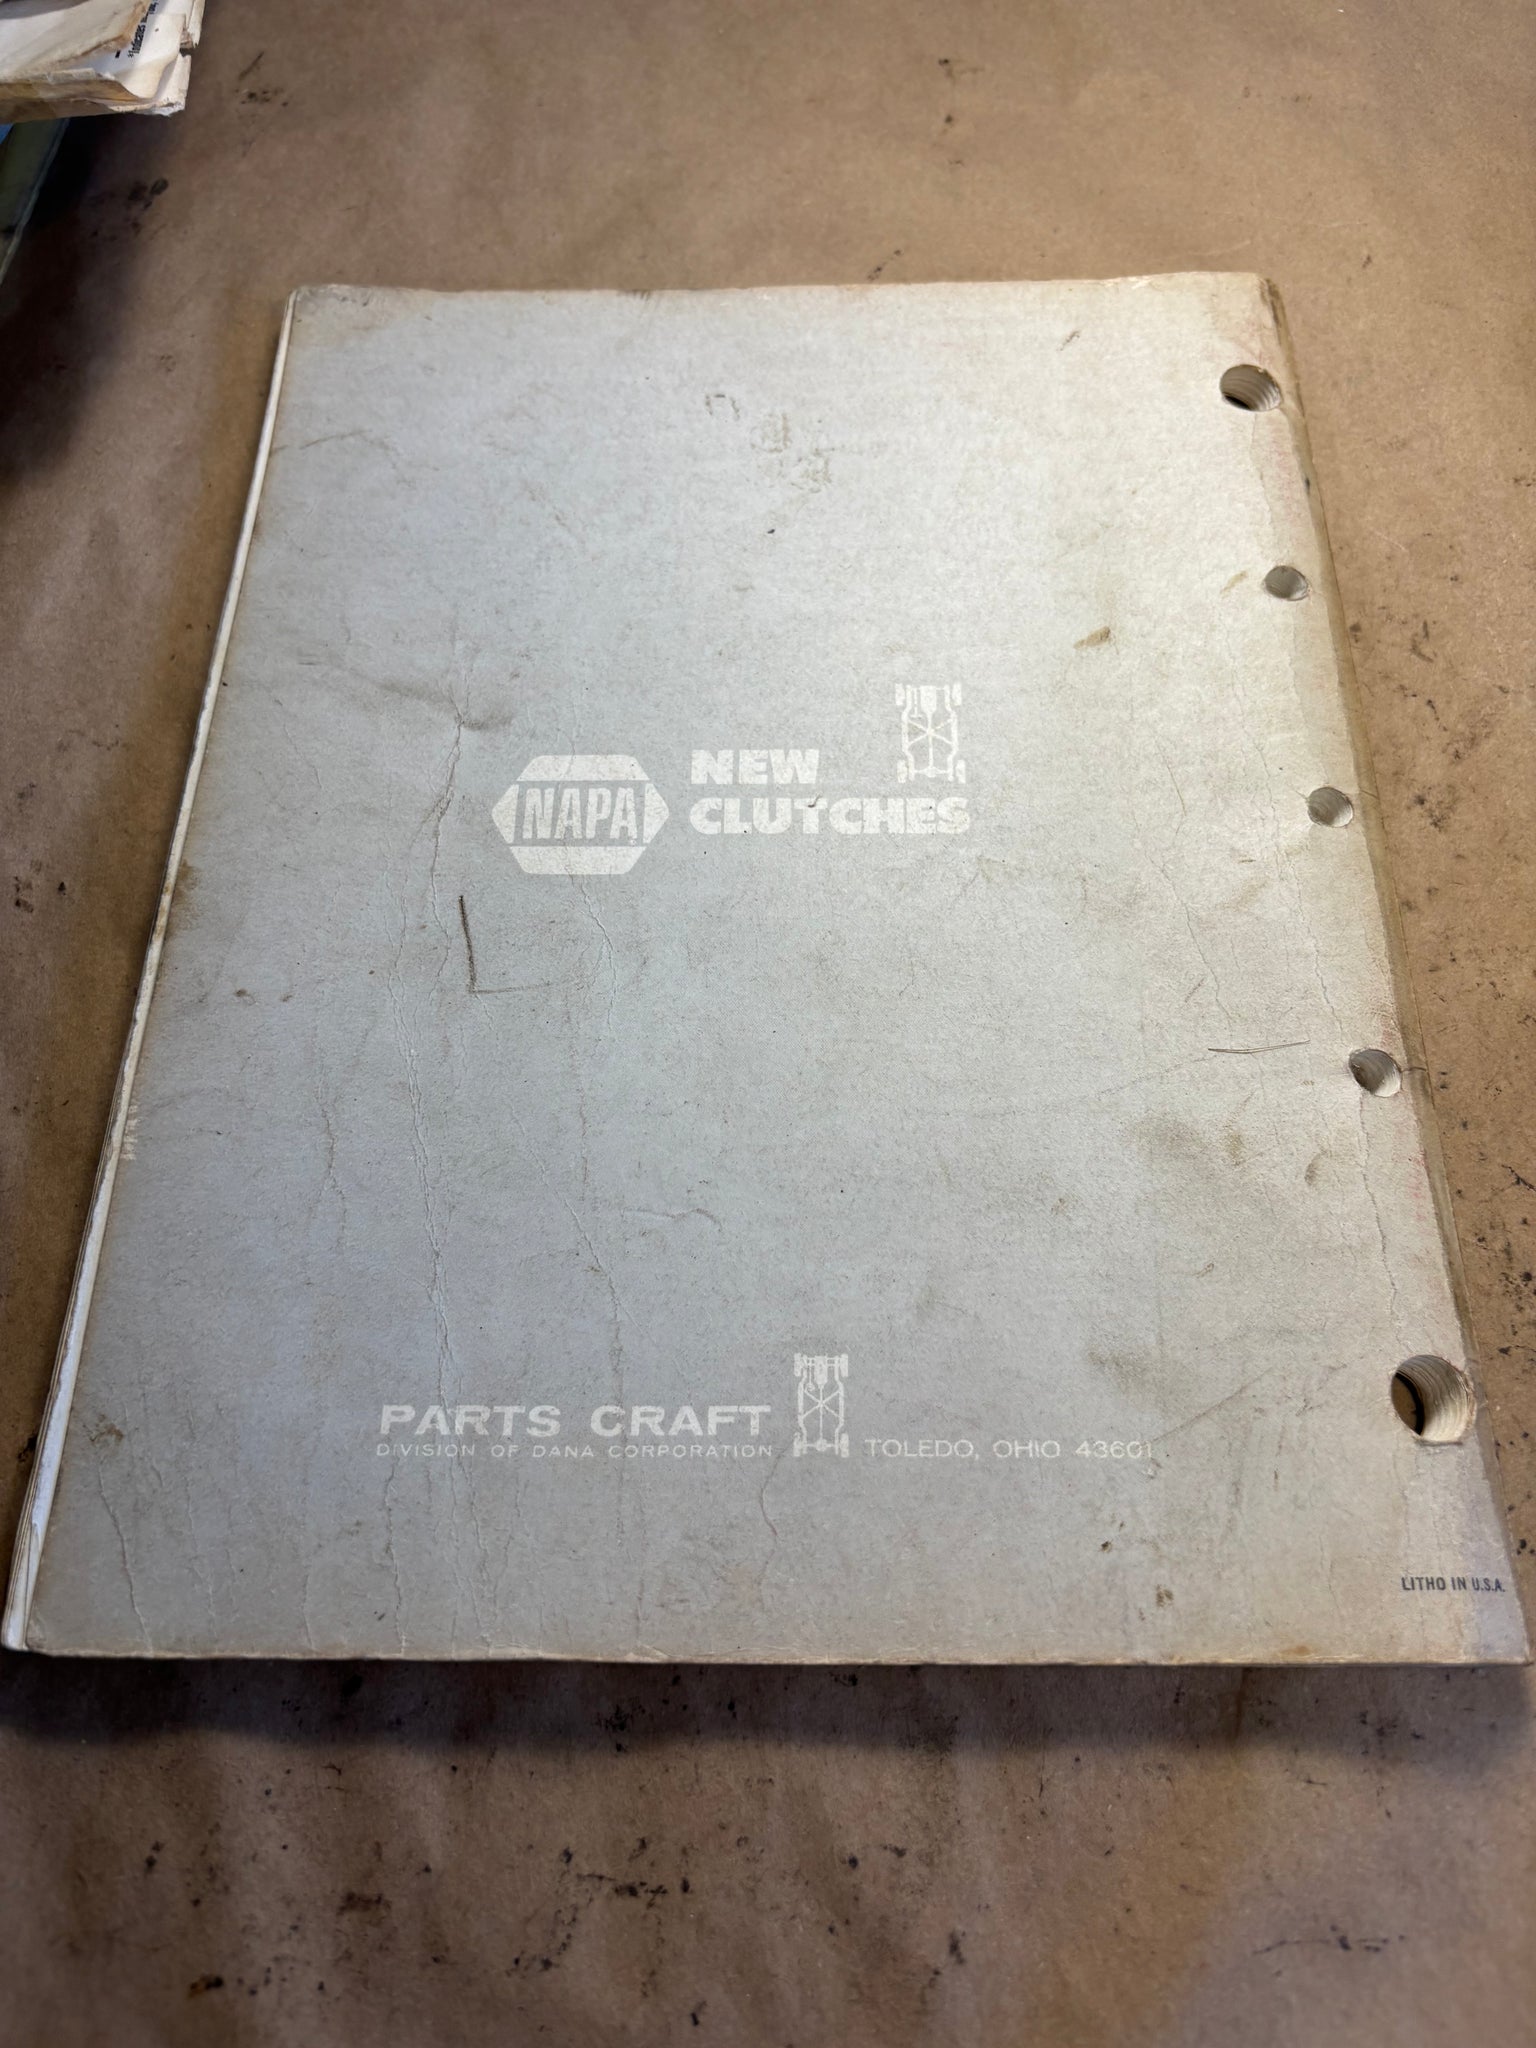 NAPA
NEW
CLUTCHES
PARTS CRAFT
DIVISION OF DANA CORPORATION
TOLEDO, OHIO 43601
LITHO IN U.S.A.